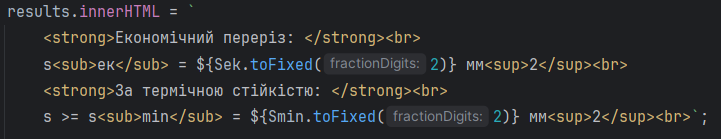 results.innerHTML = `
<strong>Економічний переріз: </strong><br>
s<sub>ек</sub> = ${Sek.toFixed( fractionDigits: 2)} мм<sup>2</sup><br>
<strong>За термічною стійкістю: </strong><br>
s >= s<sub>min</sub> = ${Smin.toFixed( fractionDigits: 2)} мм<sup>2</sup><br>`;